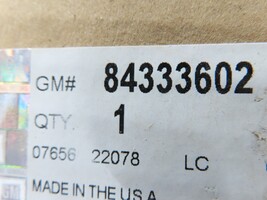 GM# 84333602
QTY. 1
07656 22078 LC
MADE IN THE U S A